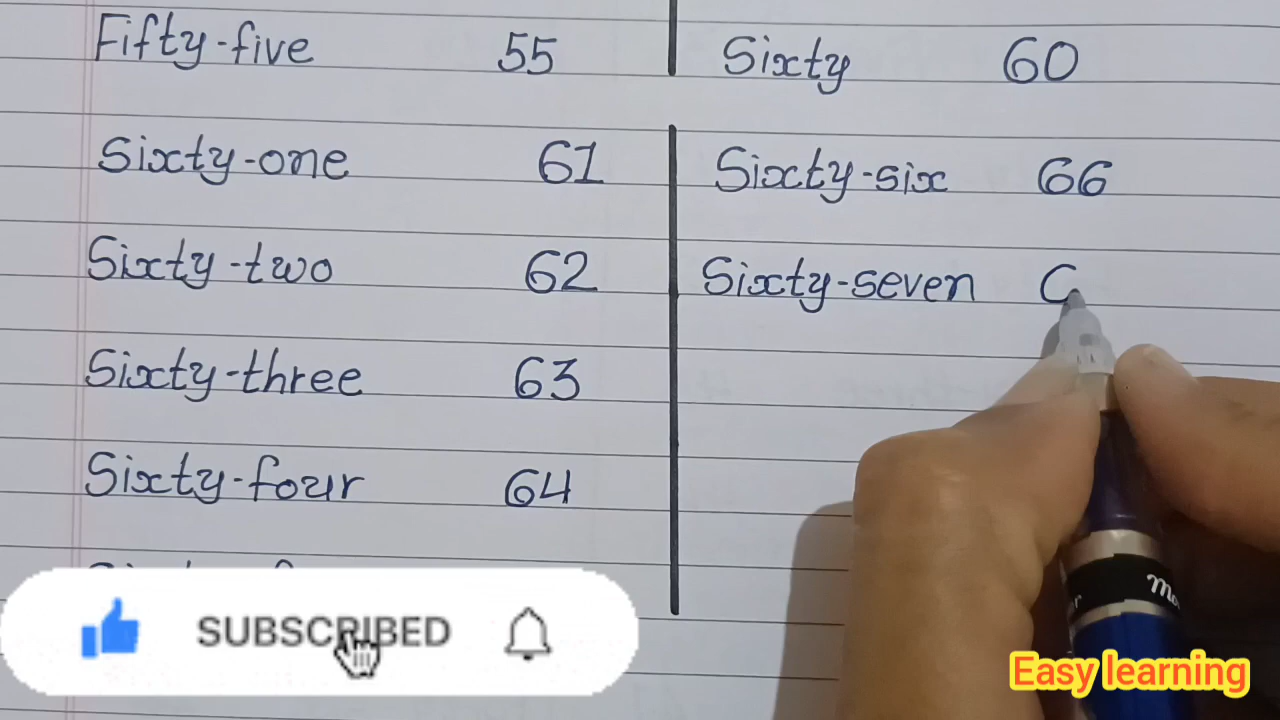 Fifty-five 55
Sixty 60
Sixty-one 61
Sixty-two 62
Sixty-three 63
Sixty-four 64
Sixty-six 66
Sixty-seven
SUBSCRIBED
Easy learning